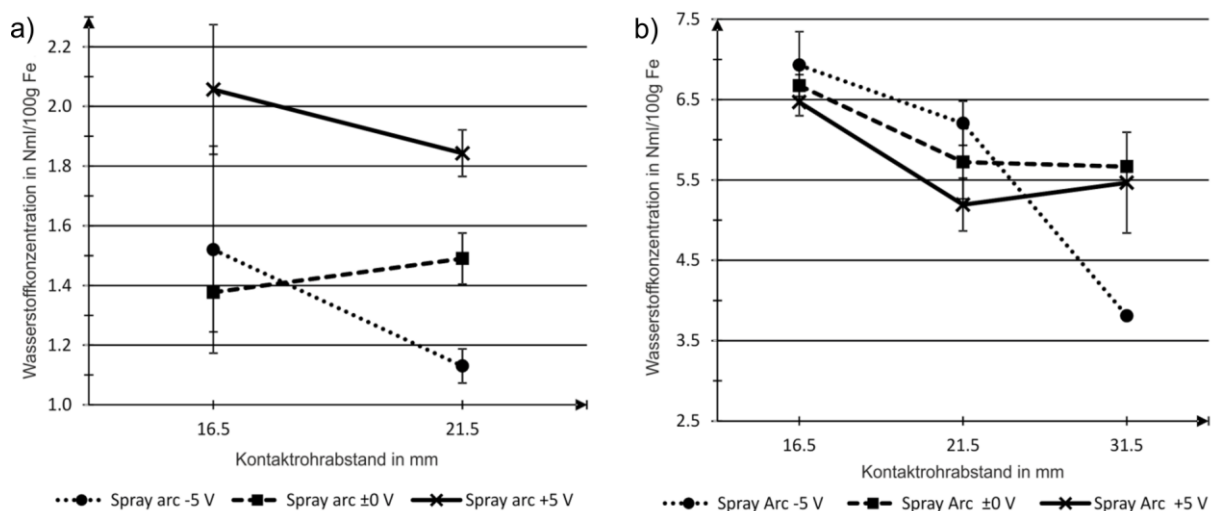 a)
Wasserstoffkonzentration in Nml/100g Fe
2.2
2.0
1.8
1.6
1.4
1.2
1.0
16.5 21.5
Kontaktrohrabstand in mm
Spray arc -5 V Spray arc ±0 V Spray arc +5 V
b)
Wasserstoffkonzentration in Nml/100g Fe
7.5
6.5
5.5
4.5
3.5
2.5
16.5 21.5 31.5
Kontaktrohrabstand in mm
Spray Arc -5 V Spray Arc ±0 V Spray Arc +5 V